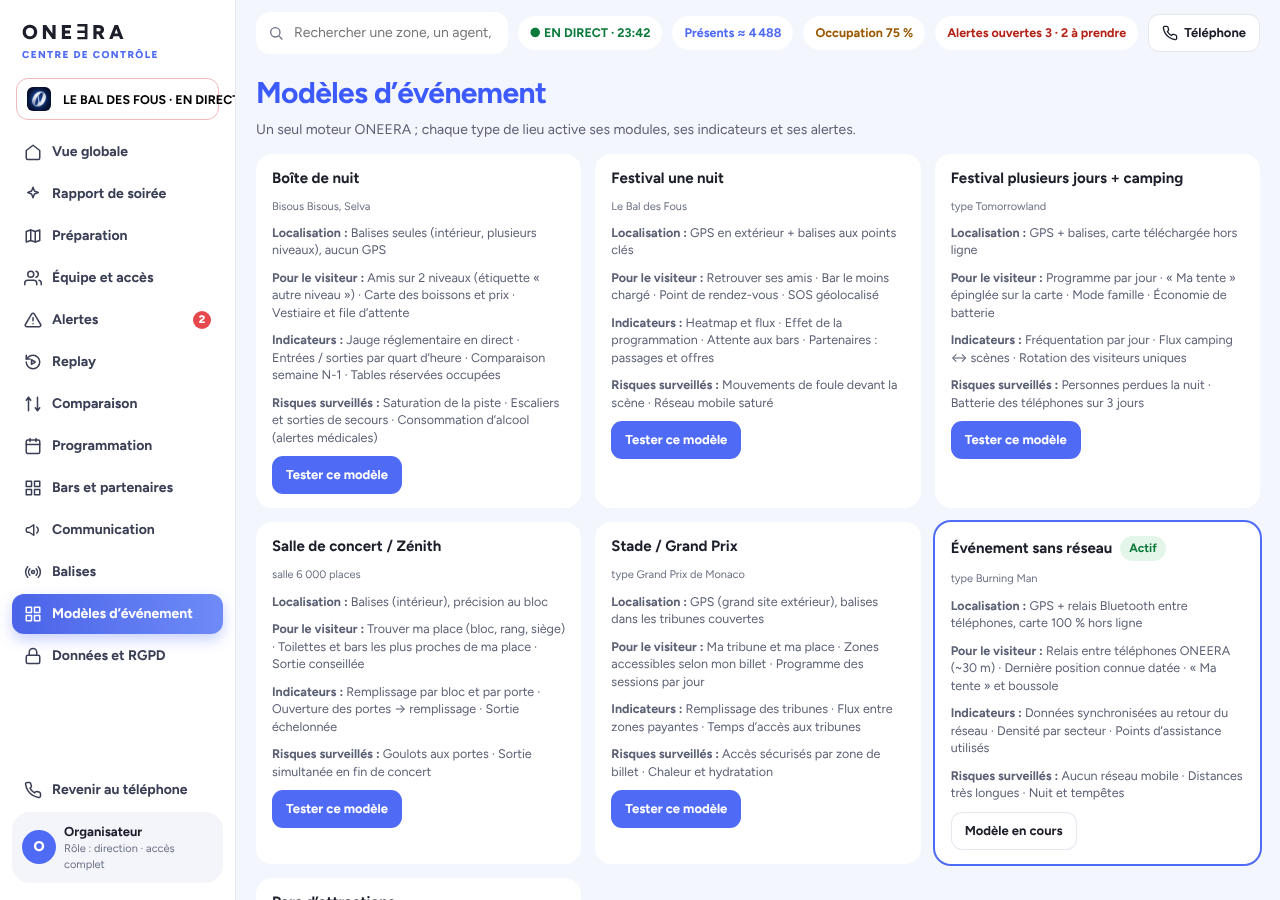 ONEƎRA
CENTRE DE CONTRÔLE
LE BAL DES FOUS · EN DIRECT
Vue globale
Rapport de soirée
Préparation
Équipe et accès
Alertes
2
Replay
Comparaison
Programmation
Bars et partenaires
Communication
Balises
Modèles d’événement
Données et RGPD
Revenir au téléphone
O
Organisateur
Rôle : direction · accès
complet
Rechercher une zone, un agent,
EN DIRECT · 23:42
Présents ≈ 4 488
Occupation 75 %
Alertes ouvertes 3 · 2 à prendre
Téléphone
Modèles d’événement
Un seul moteur ONEERA ; chaque type de lieu active ses modules, ses indicateurs et ses alertes.
Boîte de nuit
Bisous Bisous, Selva
Localisation : Balises seules (intérieur, plusieurs
niveaux), aucun GPS
Pour le visiteur : Amis sur 2 niveaux (étiquette «
autre niveau ») · Carte des boissons et prix ·
Vestiaire et file d’attente
Indicateurs : Jauge réglementaire en direct ·
Entrées / sorties par quart d’heure · Comparaison
semaine N-1 · Tables réservées occupées
Risques surveillés : Saturation de la piste · Escaliers
et sorties de secours · Consommation d’alcool
(alertes médicales)
Tester ce modèle
Festival une nuit
Le Bal des Fous
Localisation : GPS en extérieur + balises aux points
clés
Pour le visiteur : Retrouver ses amis · Bar le moins
chargé · Point de rendez-vous · SOS géolocalisé
Indicateurs : Heatmap et flux · Effet de la
programmation · Attente aux bars · Partenaires :
passages et offres
Risques surveillés : Mouvements de foule devant la
scène · Réseau mobile saturé
Tester ce modèle
Festival plusieurs jours + camping
type Tomorrowland
Localisation : GPS + balises, carte téléchargée hors
ligne
Pour le visiteur : Programme par jour · « Ma tente »
épinglée sur la carte · Mode famille · Économie de
batterie
Indicateurs : Fréquentation par jour · Flux camping
↔ scènes · Rotation des visiteurs uniques
Risques surveillés : Personnes perdues la nuit ·
Batterie des téléphones sur 3 jours
Tester ce modèle
Salle de concert / Zénith
salle 6 000 places
Localisation : Balises (intérieur), précision au bloc
Pour le visiteur : Trouver ma place (bloc, rang, siège)
· Toilettes et bars les plus proches de ma place ·
Sortie conseillée
Indicateurs : Remplissage par bloc et par porte ·
Ouverture des portes → remplissage · Sortie
échelonnée
Risques surveillés : Goulots aux portes · Sortie
simultanée en fin de concert
Tester ce modèle
Stade / Grand Prix
type Grand Prix de Monaco
Localisation : GPS (grand site extérieur), balises
dans les tribunes couvertes
Pour le visiteur : Ma tribune et ma place · Zones
accessibles selon mon billet · Programme des
sessions par jour
Indicateurs : Remplissage des tribunes · Flux entre
zones payantes · Temps d’accès aux tribunes
Risques surveillés : Accès sécurisés par zone de
billet · Chaleur et hydratation
Tester ce modèle
Événement sans réseau
Actif
type Burning Man
Localisation : GPS + relais Bluetooth entre
téléphones, carte 100 % hors ligne
Pour le visiteur : Relais entre téléphones ONEERA
(~30 m) · Dernière position connue datée · « Ma
tente » et boussole
Indicateurs : Données synchronisées au retour du
réseau · Densité par secteur · Points d’assistance
utilisés
Risques surveillés : Aucun réseau mobile · Distances
très longues · Nuit et tempêtes
Modèle en cours
Parc d’attractions